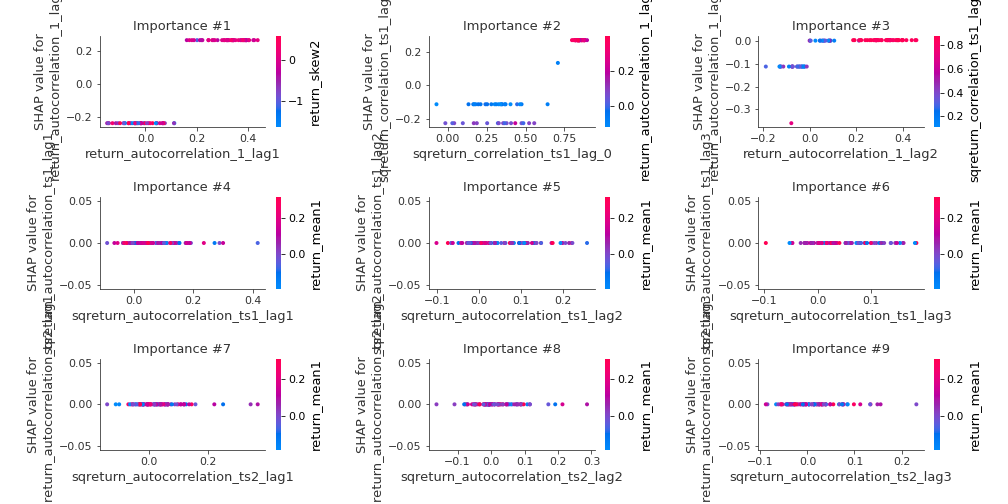 Importance #1
Importance #2
Importance #3
SHAP value for
return_autocorrelation_1_lag1
0.2
0.0
−0.2
0.0
0.2
0.4
return_autocorrelation_1_lag1
0
−1
return_skew2
SHAP value for
sqreturn_correlation_ts1_lag_0
0.2
0.0
−0.2
0.00
0.25
0.50
0.75
sqreturn_correlation_ts1_lag_0
0.2
0.0
return_autocorrelation_1_lag
SHAP value for
return_autocorrelation_1_lag2
0.0
−0.1
−0.2
−0.3
−0.2
0.0
0.2
0.4
return_autocorrelation_1_lag2
0.8
0.6
0.4
0.2
sqreturn_correlation_ts1_lag
Importance #4
Importance #5
Importance #6
SHAP value for
sqreturn_autocorrelation_ts1_lag1
0.05
0.00
−0.05
0.0
0.2
0.4
sqreturn_autocorrelation_ts1_lag1
0.2
0.0
return_mean1
SHAP value for
sqreturn_autocorrelation_ts1_lag2
0.05
0.00
−0.05
−0.1
0.0
0.1
0.2
sqreturn_autocorrelation_ts1_lag2
0.2
0.0
return_mean1
SHAP value for
sqreturn_autocorrelation_ts1_lag3
0.05
0.00
−0.05
−0.1
0.0
0.1
sqreturn_autocorrelation_ts1_lag3
0.2
0.0
return_mean1
Importance #7
Importance #8
Importance #9
SHAP value for
sqreturn_autocorrelation_ts2_lag1
0.05
0.00
−0.05
0.0
0.2
sqreturn_autocorrelation_ts2_lag1
0.2
0.0
return_mean1
SHAP value for
sqreturn_autocorrelation_ts2_lag2
0.05
0.00
−0.05
−0.1
0.0
0.1
0.2
0.3
sqreturn_autocorrelation_ts2_lag2
0.2
0.0
return_mean1
SHAP value for
sqreturn_autocorrelation_ts2_lag3
0.05
0.00
−0.05
−0.1
0.0
0.1
0.2
sqreturn_autocorrelation_ts2_lag3
0.2
0.0
return_mean1